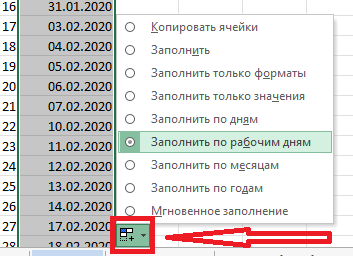 16 31.01.2020
17 03.02.2020
18 04.02.2020
19 05.02.2020
20 06.02.2020
21 07.02.2020
22 10.02.2020
23 11.02.2020
24 12.02.2020
25 13.02.2020
26 14.02.2020
27 17.02.2020
28 18.02.2020
Копировать ячейки
Заполнить
Заполнить только форматы
Заполнить только значения
Заполнить по дням
Заполнить по рабочим дням
Заполнить по месяцам
Заполнить по годам
Мгновенное заполнение